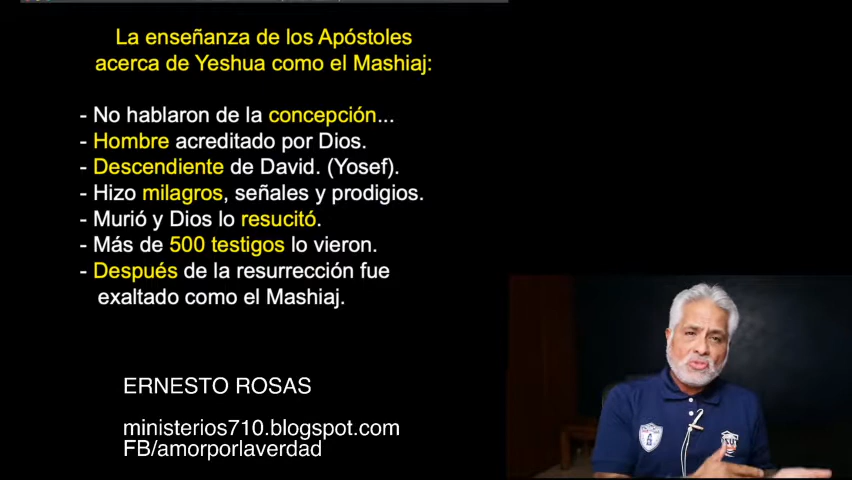 La enseñanza de los Apóstoles
acerca de Yeshua como el Mashiaj:
- No hablaron de la concepción...
- Hombre acreditado por Dios.
- Descendiente de David. (Yosef).
- Hizo milagros, señales y prodigios.
- Murió y Dios lo resucitó.
- Más de 500 testigos lo vieron.
- Después de la resurrección fue
exaltado como el Mashiaj.
ERNESTO ROSAS
ministerios710.blogspot.com
FB/amorporlaverdad